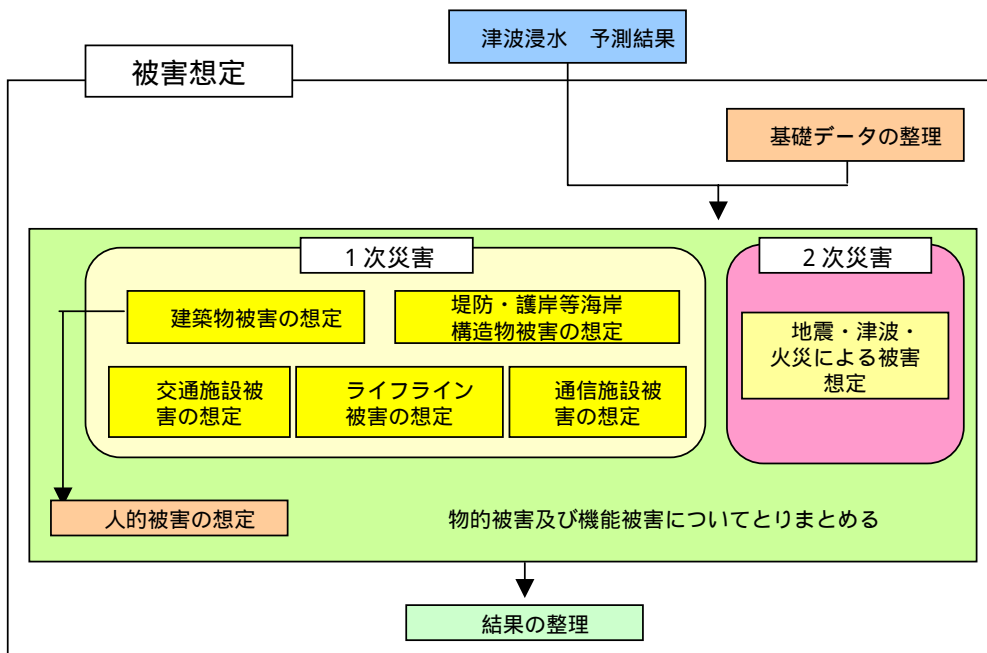 津波浸水　予測結果
被害想定
基礎データの整理
1次災害
2次災害
建築物被害の想定
堤防・護岸等海岸
構造物被害の想定
地震・津波・
火災による被害
想定
交通施設被
害の想定
ライフライン
被害の想定
通信施設被
害の想定
人的被害の想定
物的被害及び機能被害についてとりまとめる
結果の整理